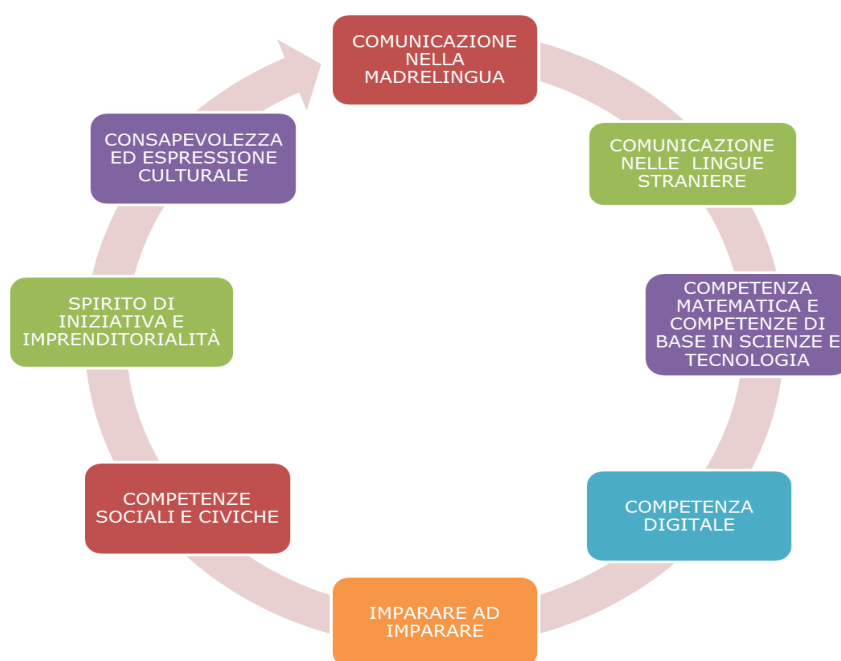 COMUNICAZIONE
NELLA
MADRELINGUA
COMUNICAZIONE
NELLE LINGUE
STRANIERE
COMPETENZA
MATEMATICA E
COMPETENZE DI
BASE IN SCIENZE E
TECNOLOGIA
COMPETENZA
DIGITALE
IMPARARE AD
IMPARARE
COMPETENZE
SOCIALI E CIVICHE
SPIRITO DI
INIZIATIVA E
IMPRENDITORIALITÀ
CONSAPEVOLEZZA
ED ESPRESSIONE
CULTURALE